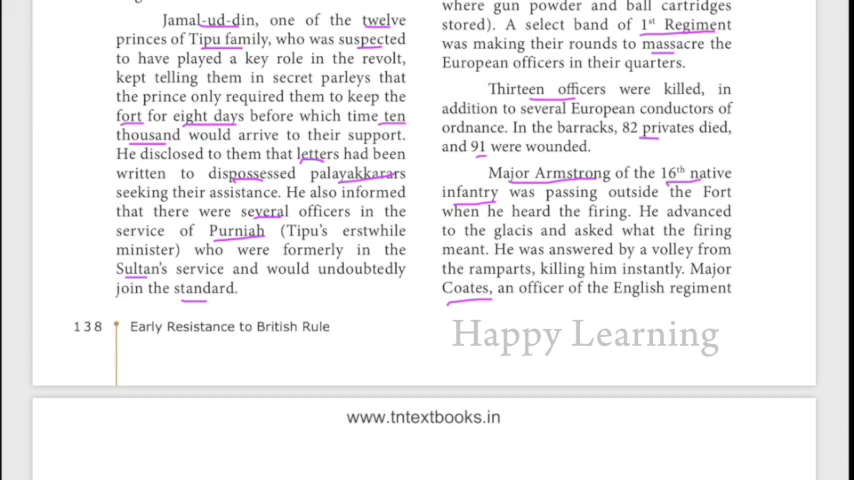 Jamal-ud-din, one of the twelve
princes of Tipu family, who was suspected
to have played a key role in the revolt,
kept telling them in secret parleys that
the prince only required them to keep the
fort for eight days before which time ten
thousand would arrive to their support.
He disclosed to them that letters had been
written to dispossessed palayakkarars
seeking their assistance. He also informed
that there were several officers in the
service of Purniah (Tipu's erstwhile
minister) who were formerly in the
Sultan's service and would undoubtedly
join the standard.
where gun powder and ball cartridges
stored). A select band of 1st Regiment
was making their rounds to massacre the
European officers in their quarters.
Thirteen officers were killed, in
addition to several European conductors of
ordnance. In the barracks, 82 privates died,
and 91 were wounded.
Major Armstrong of the 16th native
infantry was passing outside the Fort
when he heard the firing. He advanced
to the glacis and asked what the firing
meant. He was answered by a volley from
the ramparts, killing him instantly. Major
Coates, an officer of the English regiment
138 Early Resistance to British Rule
Happy Learning
www.tntextbooks.in